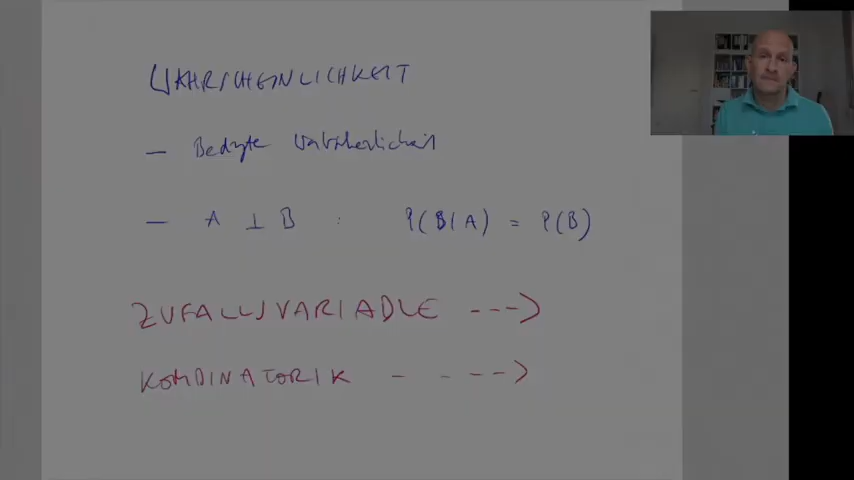 WAHRSCHEINLICHKEIT
— Bedingte Wahrscheinlichkeit
— A ⊥ B : P(B|A) = P(B)
ZUFALLSVARIABLE ---->
KOMBINATORIK - - - - ->